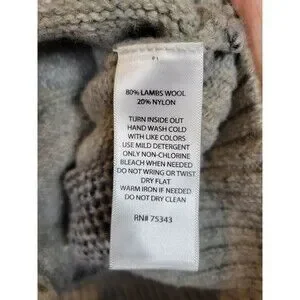 80% LAMBS WOOL
20% NYLON
TURN INSIDE OUT
HAND WASH COLD
WITH LIKE COLORS
USE MILD DETERGENT
ONLY NON-CHLORINE
BLEACH WHEN NEEDED
DO NOT WRING OR TWIST
DRY FLAT
WARM IRON IF NEEDED
DO NOT DRY CLEAN
RN# 75343